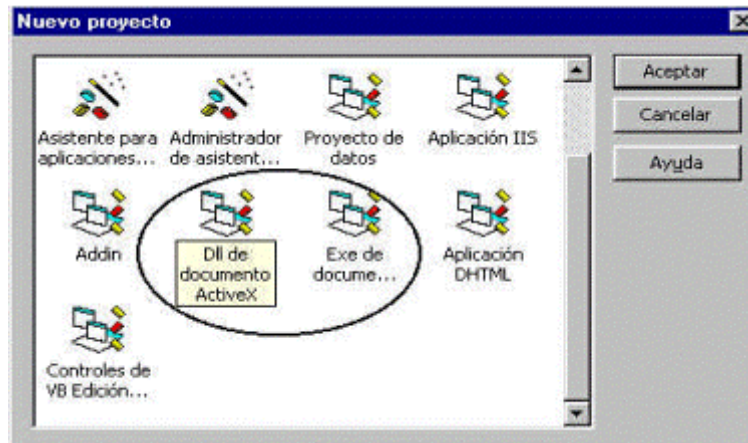 Nuevo proyecto
Aceptar
Cancelar
Ayuda
Asistente para
aplicaciones...
Administrador
de asistent...
Proyecto de
datos
Aplicación IIS
Addin
Dll de
documento
ActiveX
Exe de
docume...
Aplicación
DHTML
Controles de
VB Edición...